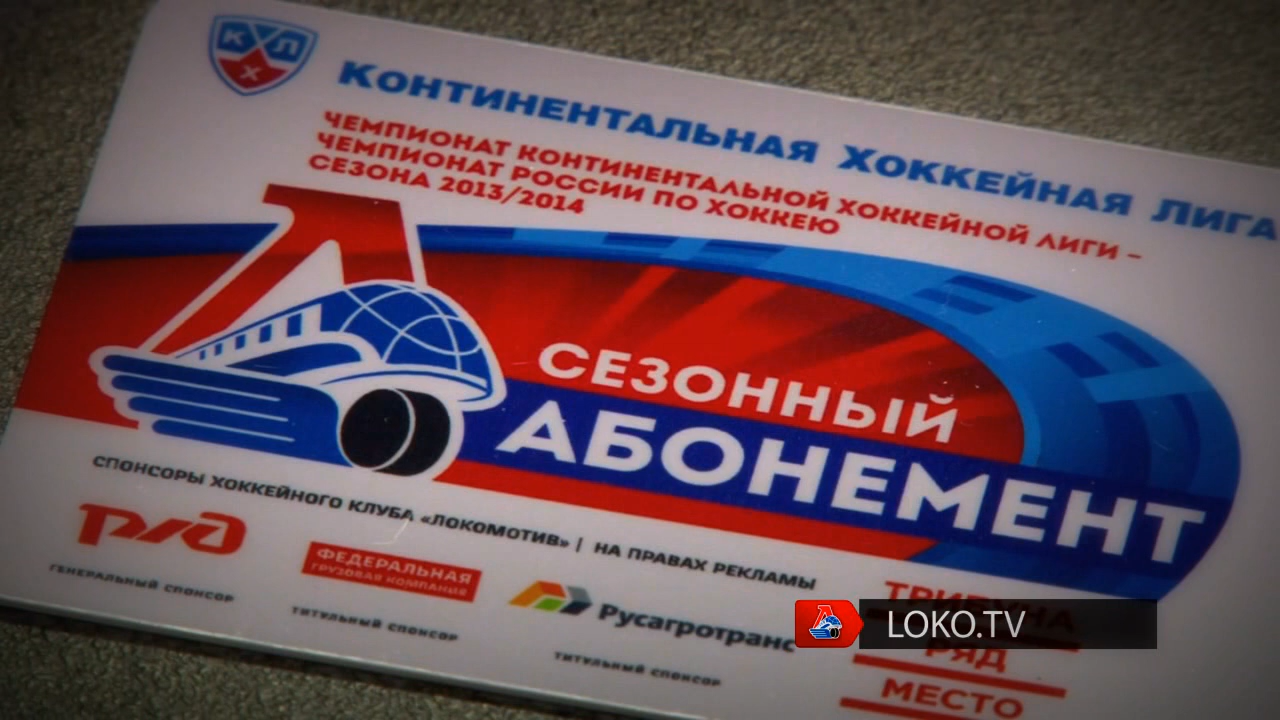 КХЛ
КОНТИНЕНТАЛЬНАЯ ХОККЕЙНАЯ ЛИГА
ЧЕМПИОНАТ КОНТИНЕНТАЛЬНОЙ ХОККЕЙНОЙ ЛИГИ –
ЧЕМПИОНАТ РОССИИ ПО ХОККЕЮ
СЕЗОНА 2013/2014
СЕЗОННЫЙ
АБОНЕМЕНТ
СПОНСОРЫ ХОККЕЙНОГО КЛУБА «ЛОКОМОТИВ» | НА ПРАВАХ РЕКЛАМЫ
РЖД
ГЕНЕРАЛЬНЫЙ СПОНСОР
ФЕДЕРАЛЬНАЯ
ГРУЗОВАЯ КОМПАНИЯ
ТИТУЛЬНЫЙ СПОНСОР
Русагротранс
ТИТУЛЬНЫЙ СПОНСОР
ТРИБУНА
РЯД
МЕСТО
LOKO.TV